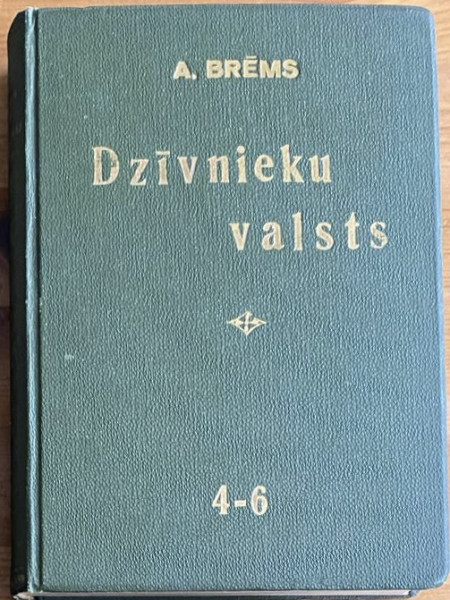 A. BRĒMS
Dzīvnieku
valsts
4-6